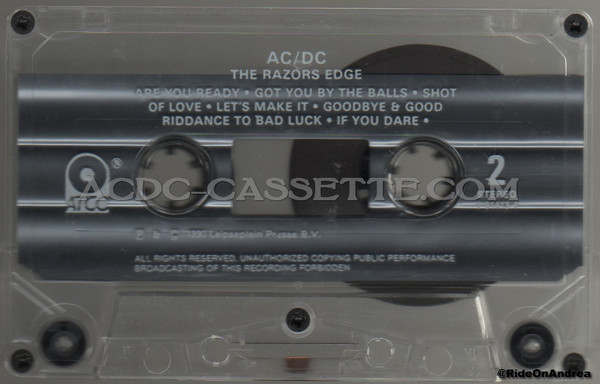 AC/DC
THE RAZORS EDGE
ARE YOU READY • GOT YOU BY THE BALLS • SHOT
OF LOVE • LET'S MAKE IT • GOODBYE & GOOD
RIDDANCE TO BAD LUCK • IF YOU DARE •
®
ATCO
2
STEREO
ACDC-CASSETTE.COM
℗ & © 1990 Leidseplein Presse B.V.
ALL RIGHTS RESERVED. UNAUTHORIZED COPYING PUBLIC PERFORMANCE
BROADCASTING OF THIS RECORDING FORBIDDEN
@RideOnAndrea